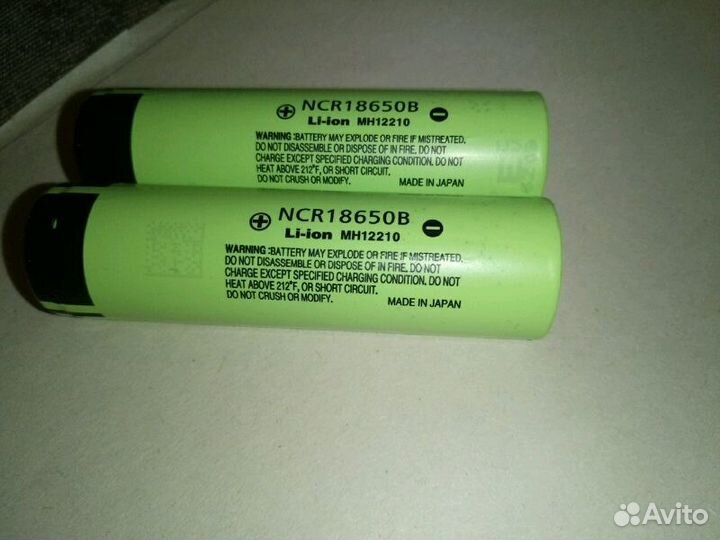 ⊕ NCR18650B ⊖
Li-ion MH12210
WARNING :BATTERY MAY EXPLODE OR FIRE IF MISTREATED.
DO NOT DISASSEMBLE OR DISPOSE OF IN FIRE. DO NOT
CHARGE EXCEPT SPECIFIED CHARGING CONDITION. DO NOT
HEAT ABOVE 212°F, OR SHORT CIRCUIT.
DO NOT CRUSH OR MODIFY. MADE IN JAPAN
⊕ NCR18650B ⊖
Li-ion MH12210
WARNING :BATTERY MAY EXPLODE OR FIRE IF MISTREATED.
DO NOT DISASSEMBLE OR DISPOSE OF IN FIRE. DO NOT
CHARGE EXCEPT SPECIFIED CHARGING CONDITION. DO NOT
HEAT ABOVE 212°F, OR SHORT CIRCUIT.
DO NOT CRUSH OR MODIFY. MADE IN JAPAN
Avito